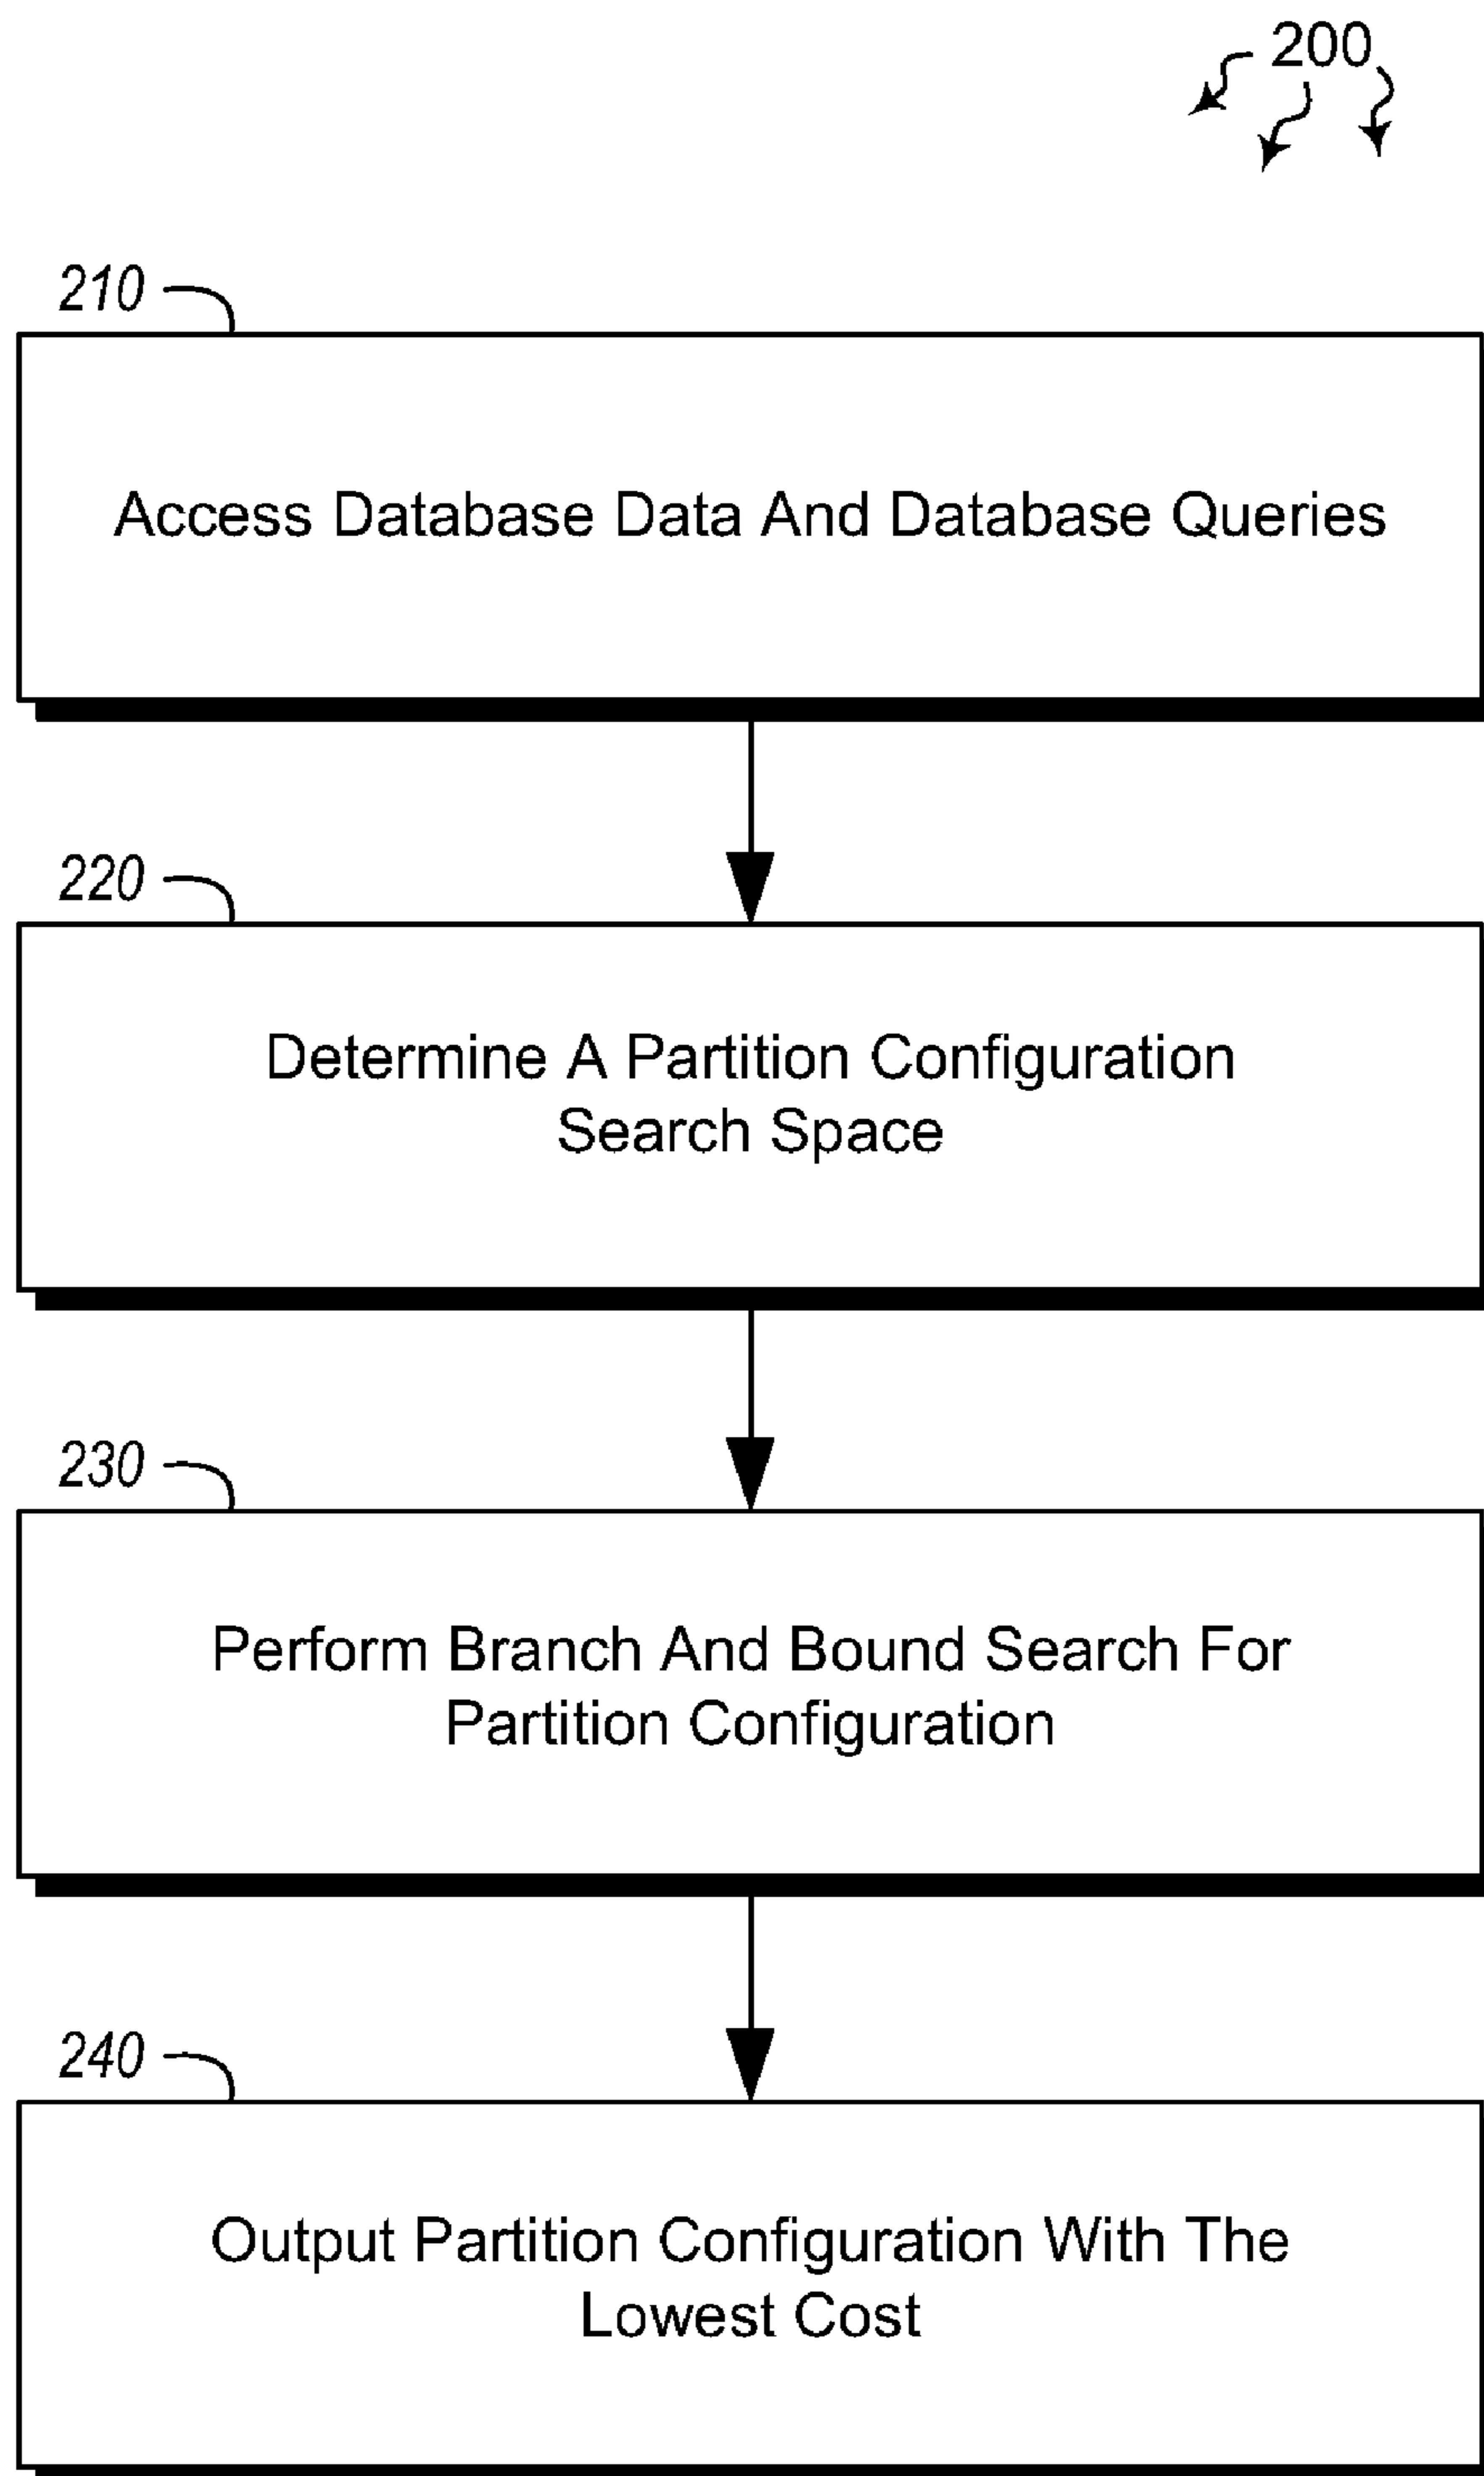 200
210
Access Database Data And Database Queries
220
Determine A Partition Configuration
Search Space
230
Perform Branch And Bound Search For
Partition Configuration
240
Output Partition Configuration With The
Lowest Cost